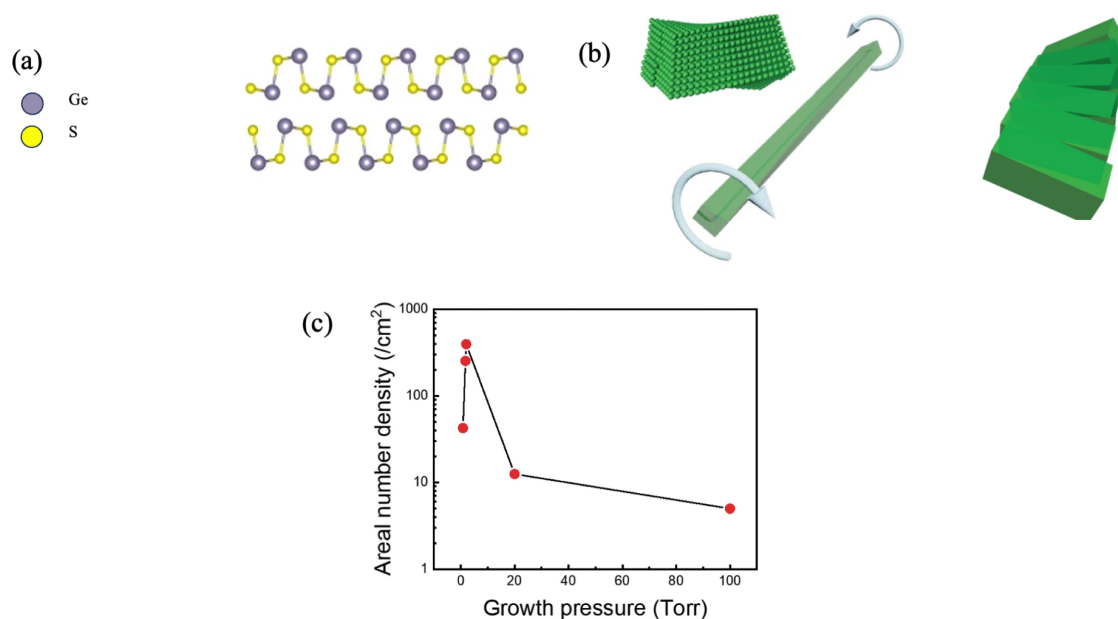 (a)
Ge
S
(b)
(c)
Areal number density (/cm²)
1000
100
10
1
0 20 40 60 80 100
Growth pressure (Torr)